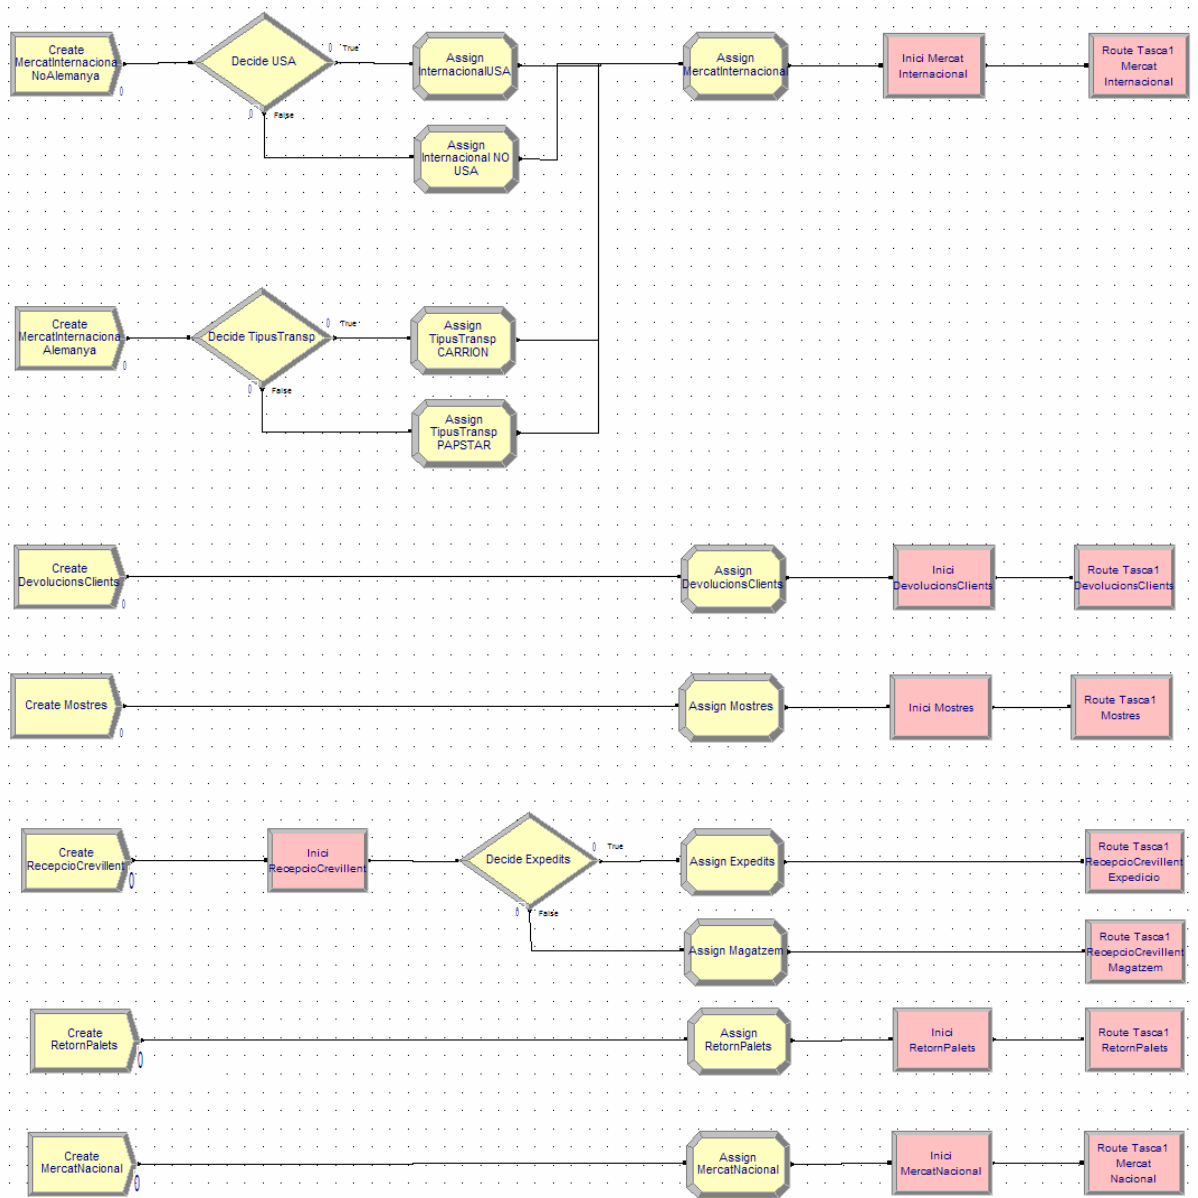 Create
MercatInternaciona
NoAlemanya
0
Decide USA
0
True
0
False
Assign
InternacionalUSA
Assign
Internacional NO
USA
Assign
MercatInternacional
Inici Mercat
Internacional
Route Tasca1
Mercat
Internacional
Create
MercatInternaciona
Alemanya
0
Decide TipusTransp
0
True
0
False
Assign
TipusTransp
CARRION
Assign
TipusTransp
PAPSTAR
Create
DevolucionsClients
0
Assign
DevolucionsClients
Inici
DevolucionsClients
Route Tasca1
DevolucionsClients
Create Mostres
0
Assign Mostres
Inici Mostres
Route Tasca1
Mostres
Create
RecepcioCrevillent
0
Inici
RecepcioCrevillent
Decide Expedits
0
True
0
False
Assign Expedits
Route Tasca1
RecepcioCrevillent
Expedicio
Assign Magatzem
Route Tasca1
RecepcioCrevillent
Magatzem
Create
RetornPalets
0
Assign
RetornPalets
Inici
RetornPalets
Route Tasca1
RetornPalets
Create
MercatNacional
0
Assign
MercatNacional
Inici
MercatNacional
Route Tasca1
Mercat
Nacional